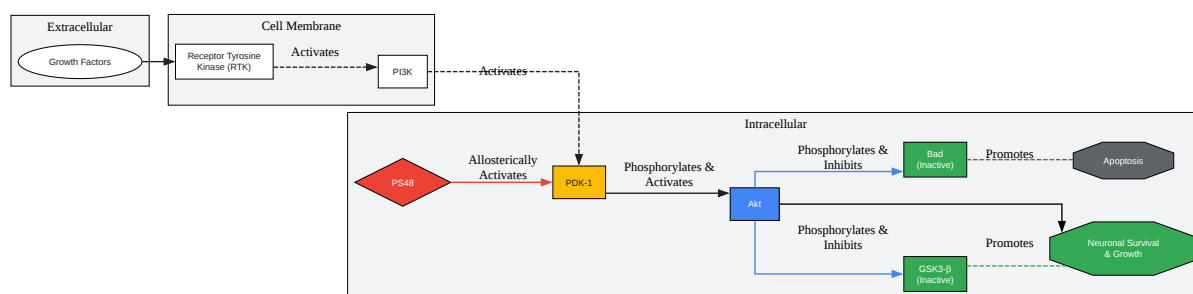 Extracellular
Growth Factors
Cell Membrane
Receptor Tyrosine
Kinase (RTK)
Activates
PI3K
Activates
Intracellular
PS48
Allosterically
Activates
PDK-1
Phosphorylates &
Activates
Akt
Phosphorylates &
Inhibits
Bad
(Inactive)
Promotes
Apoptosis
Phosphorylates &
Inhibits
GSK3-β
(Inactive)
Promotes
Neuronal Survival
& Growth